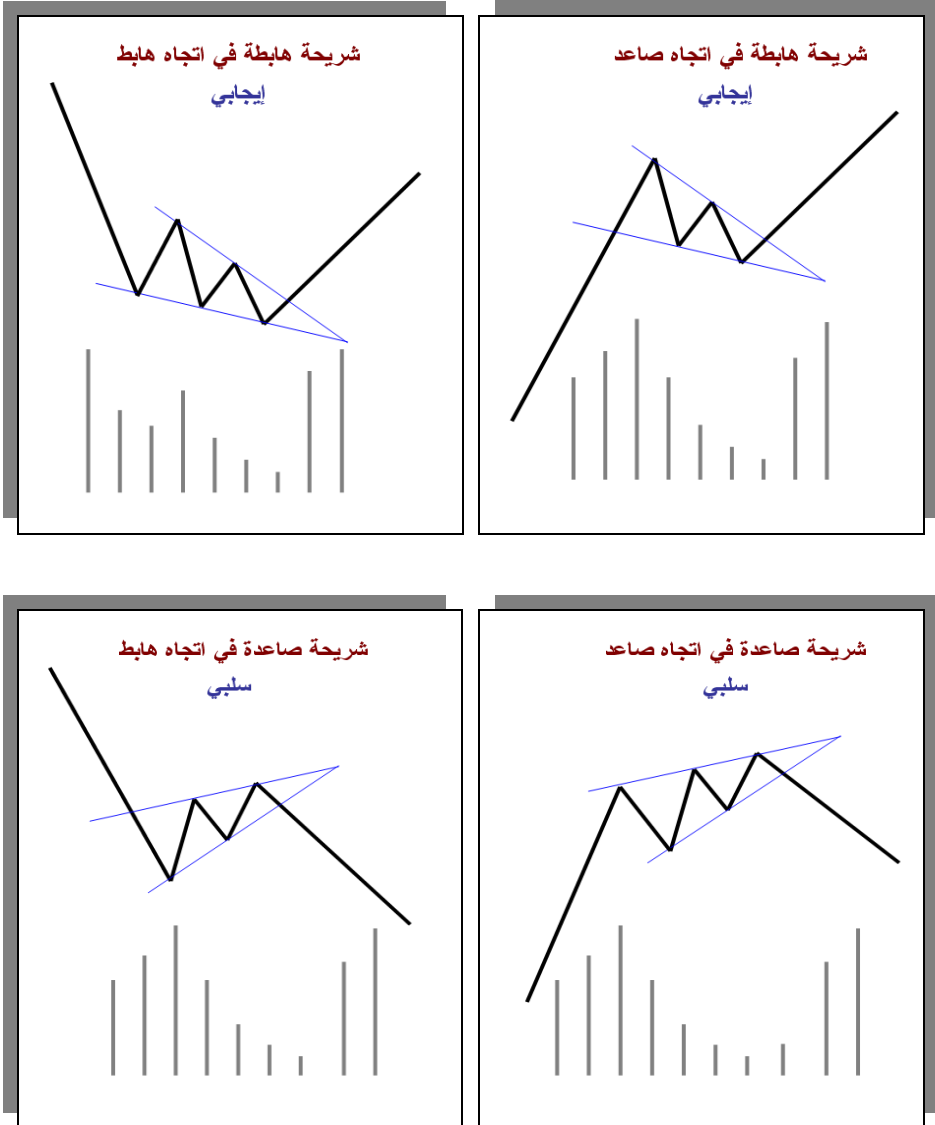 شريحة هابطة في اتجاه صاعد
إيجابي
شريحة هابطة في اتجاه هابط
إيجابي
شريحة صاعدة في اتجاه صاعد
سلبي
شريحة صاعدة في اتجاه هابط
سلبي